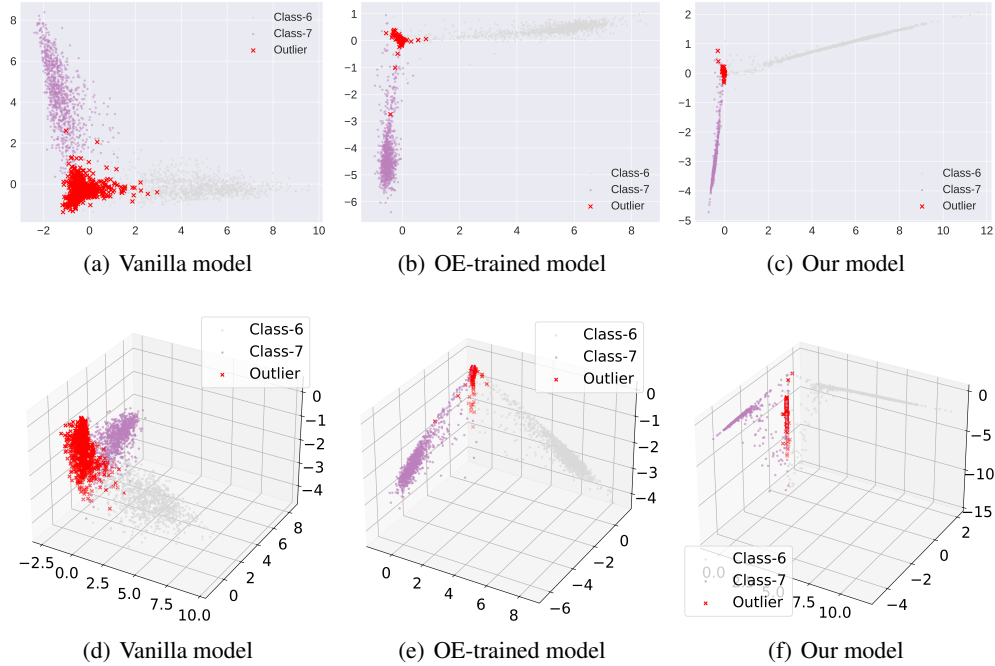 8
6
4
2
0
−2 0 2 4 6 8 10
Class-6
Class-7
Outlier
(a) Vanilla model
1
0
−1
−2
−3
−4
−5
−6
0 2 4 6 8
Class-6
Class-7
Outlier
(b) OE-trained model
2
1
0
−1
−2
−3
−4
−5
0 2 4 6 8 10 12
Class-6
Class-7
Outlier
(c) Our model
Class-6
Class-7
Outlier
0
−1
−2
−3
−4
8
6
4
2
0
−2.5 0.0 2.5 5.0 7.5 10.0
(d) Vanilla model
Class-6
Class-7
Outlier
0
−1
−2
−3
−4
0
−2
−4
−6
0 2 4 6 8
(e) OE-trained model
0
−5
−10
−15
2
0
−2
−4
0.0 5.0 7.5 10.0
Class-6
Class-7
Outlier
(f) Our model